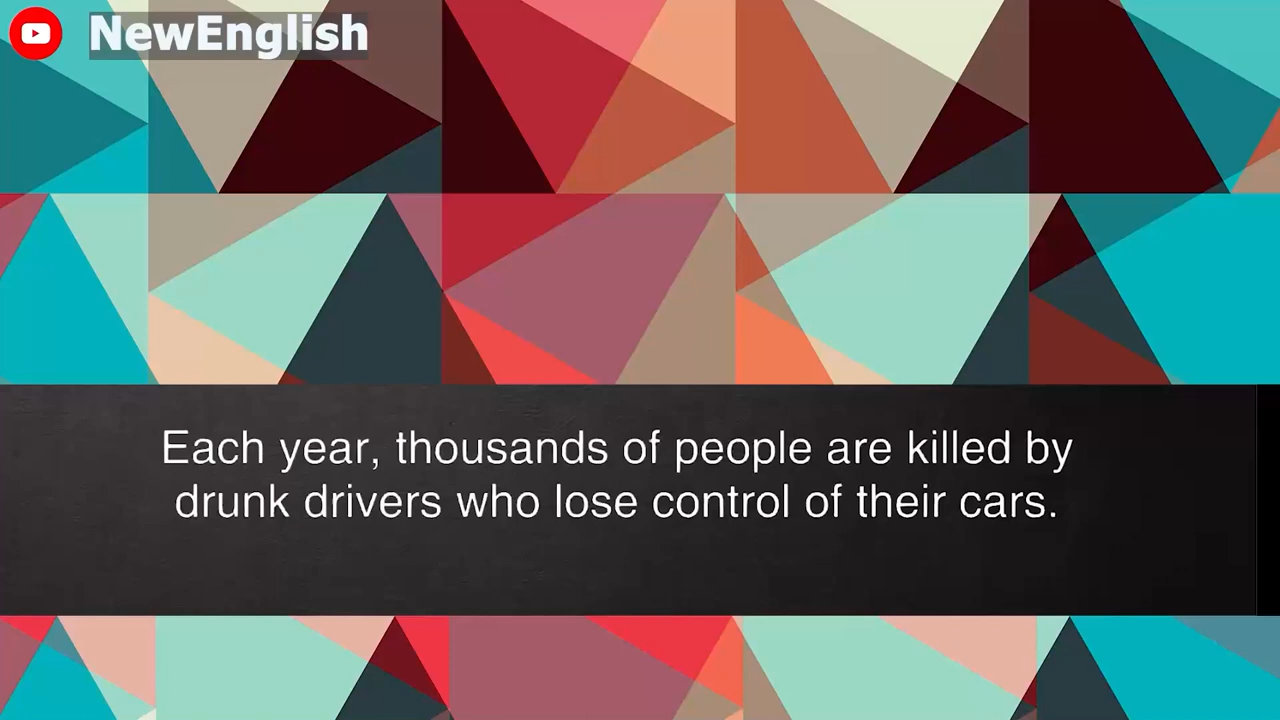 NewEnglish
Each year, thousands of people are killed by
drunk drivers who lose control of their cars.